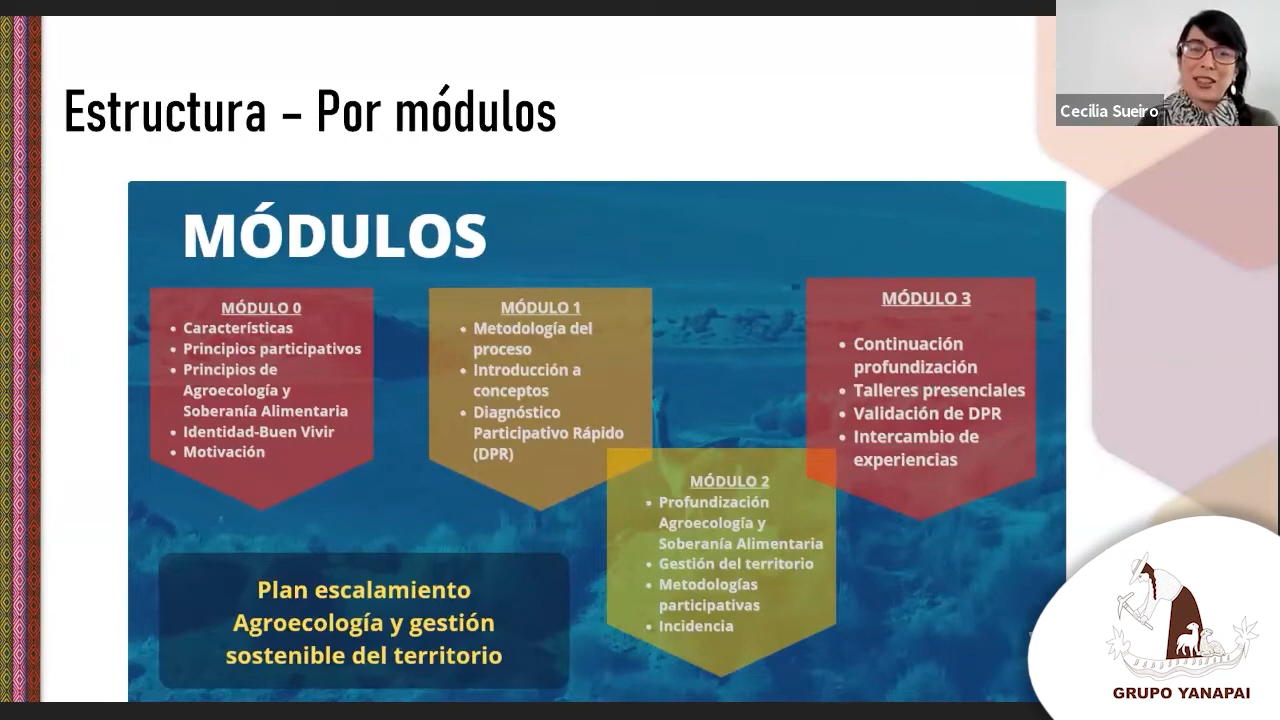 Cecilia Sueiro
Estructura – Por módulos
MÓDULOS
MÓDULO 0
• Características
• Principios participativos
• Principios de
Agroecología y
Soberanía Alimentaria
• Identidad-Buen Vivir
• Motivación
MÓDULO 1
• Metodología del
proceso
• Introducción a
conceptos
• Diagnóstico
Participativo Rápido
(DPR)
MÓDULO 2
• Profundización
Agroecología y
Soberanía Alimentaria
• Gestión del territorio
• Metodologías
participativas
• Incidencia
MÓDULO 3
• Continuación
profundización
• Talleres presenciales
• Validación de DPR
• Intercambio de
experiencias
Plan escalamiento
Agroecología y gestión
sostenible del territorio
GRUPO YANAPAI